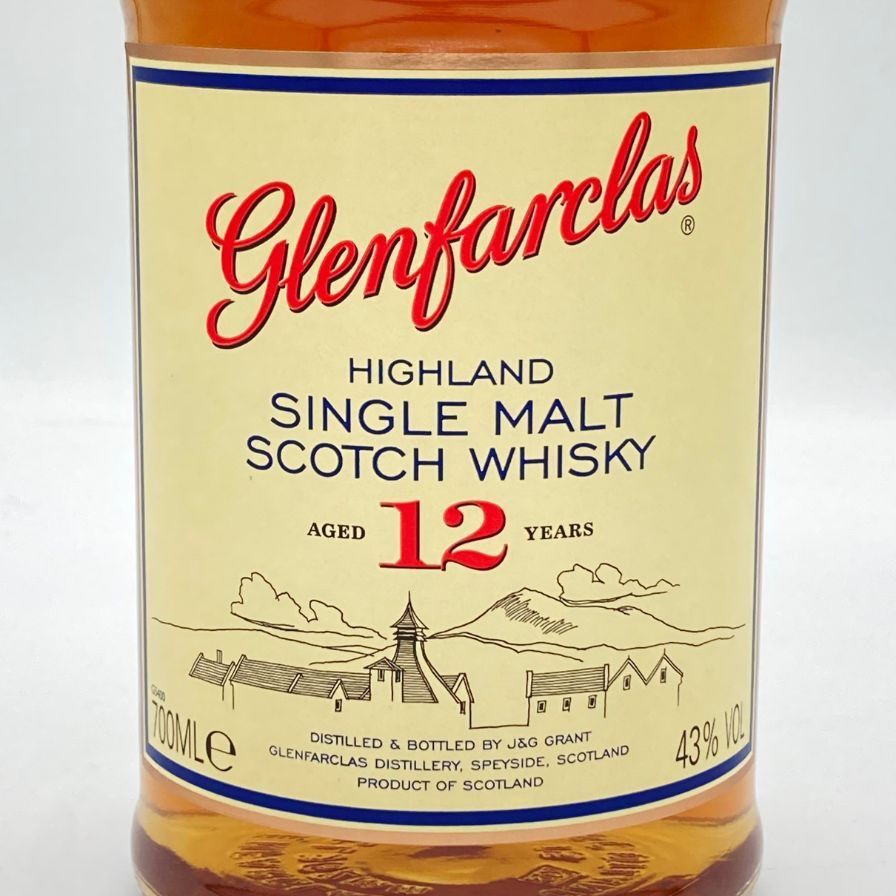 Glenfarclas
®
HIGHLAND
SINGLE MALT
SCOTCH WHISKY
AGED 12 YEARS
700ML e
43% VOL
DISTILLED & BOTTLED BY J&G GRANT
GLENFARCLAS DISTILLERY, SPEYSIDE, SCOTLAND
PRODUCT OF SCOTLAND